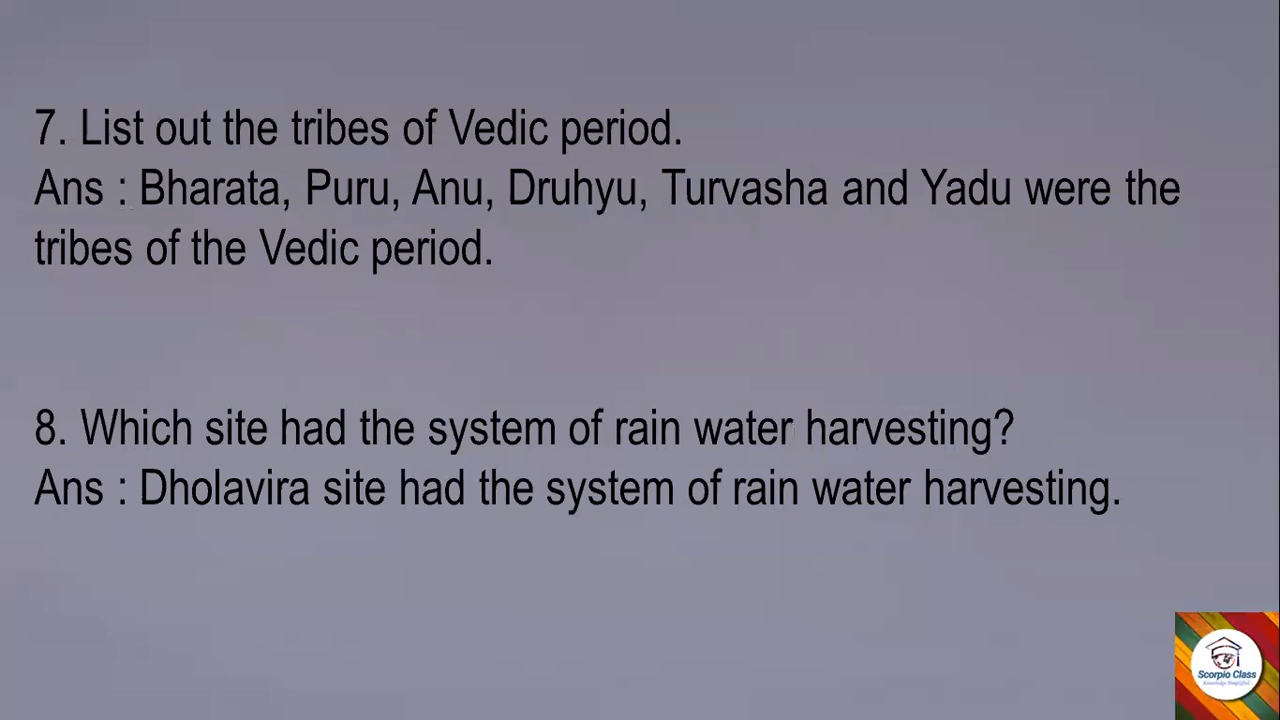 7. List out the tribes of Vedic period.
Ans : Bharata, Puru, Anu, Druhyu, Turvasha and Yadu were the
tribes of the Vedic period.
8. Which site had the system of rain water harvesting?
Ans : Dholavira site had the system of rain water harvesting.
Scorpio Class
Knowledge Simplified